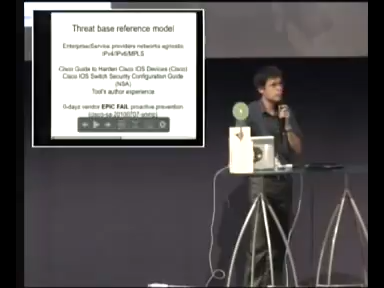 Threat base reference model
Enterprise/Service providers networks agnostic
IPv4/IPv6/MPLS
Cisco Guide to Harden Cisco IOS Devices (Cisco)
Cisco IOS Switch Security Configuration Guide
(NSA)
Tool's author experience
0-days vendor EPIC FAIL proactive prevention